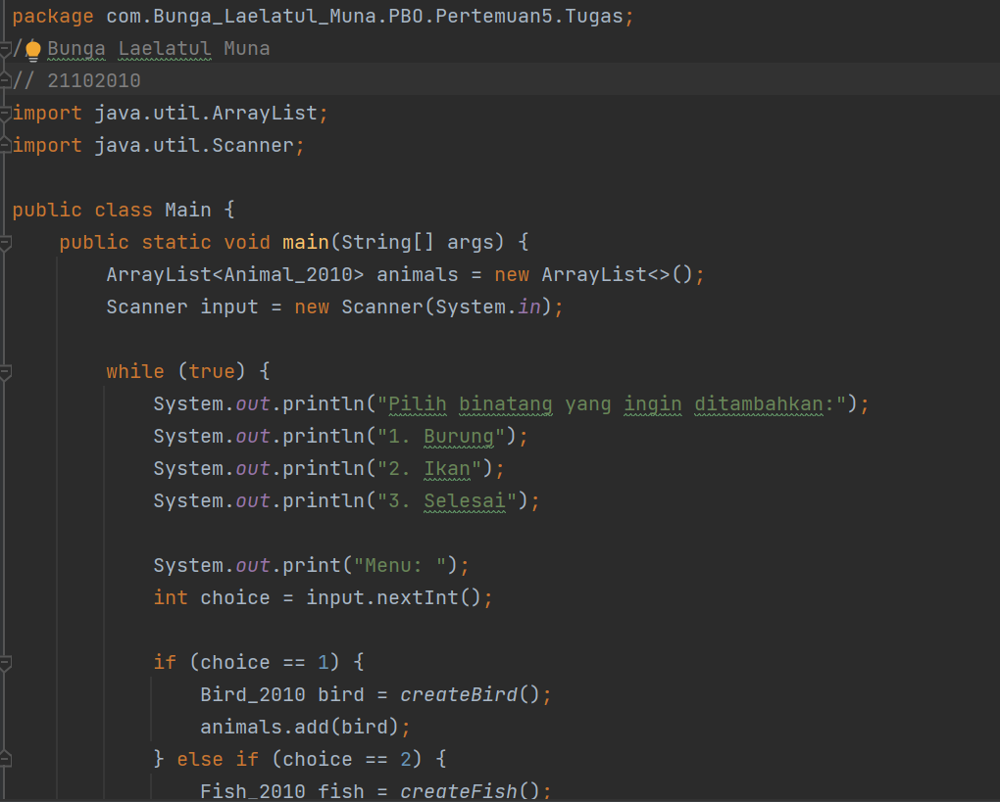 package com.Bunga_Laelatul_Muna.PBO.Pertemuan5.Tugas;
// Bunga Laelatul Muna
// 21102010
import java.util.ArrayList;
import java.util.Scanner;
public class Main {
public static void main(String[] args) {
ArrayList<Animal_2010> animals = new ArrayList<>();
Scanner input = new Scanner(System.in);
while (true) {
System.out.println("Pilih binatang yang ingin ditambahkan:");
System.out.println("1. Burung");
System.out.println("2. Ikan");
System.out.println("3. Selesai");
System.out.print("Menu: ");
int choice = input.nextInt();
if (choice == 1) {
Bird_2010 bird = createBird();
animals.add(bird);
} else if (choice == 2) {
Fish_2010 fish = createFish();